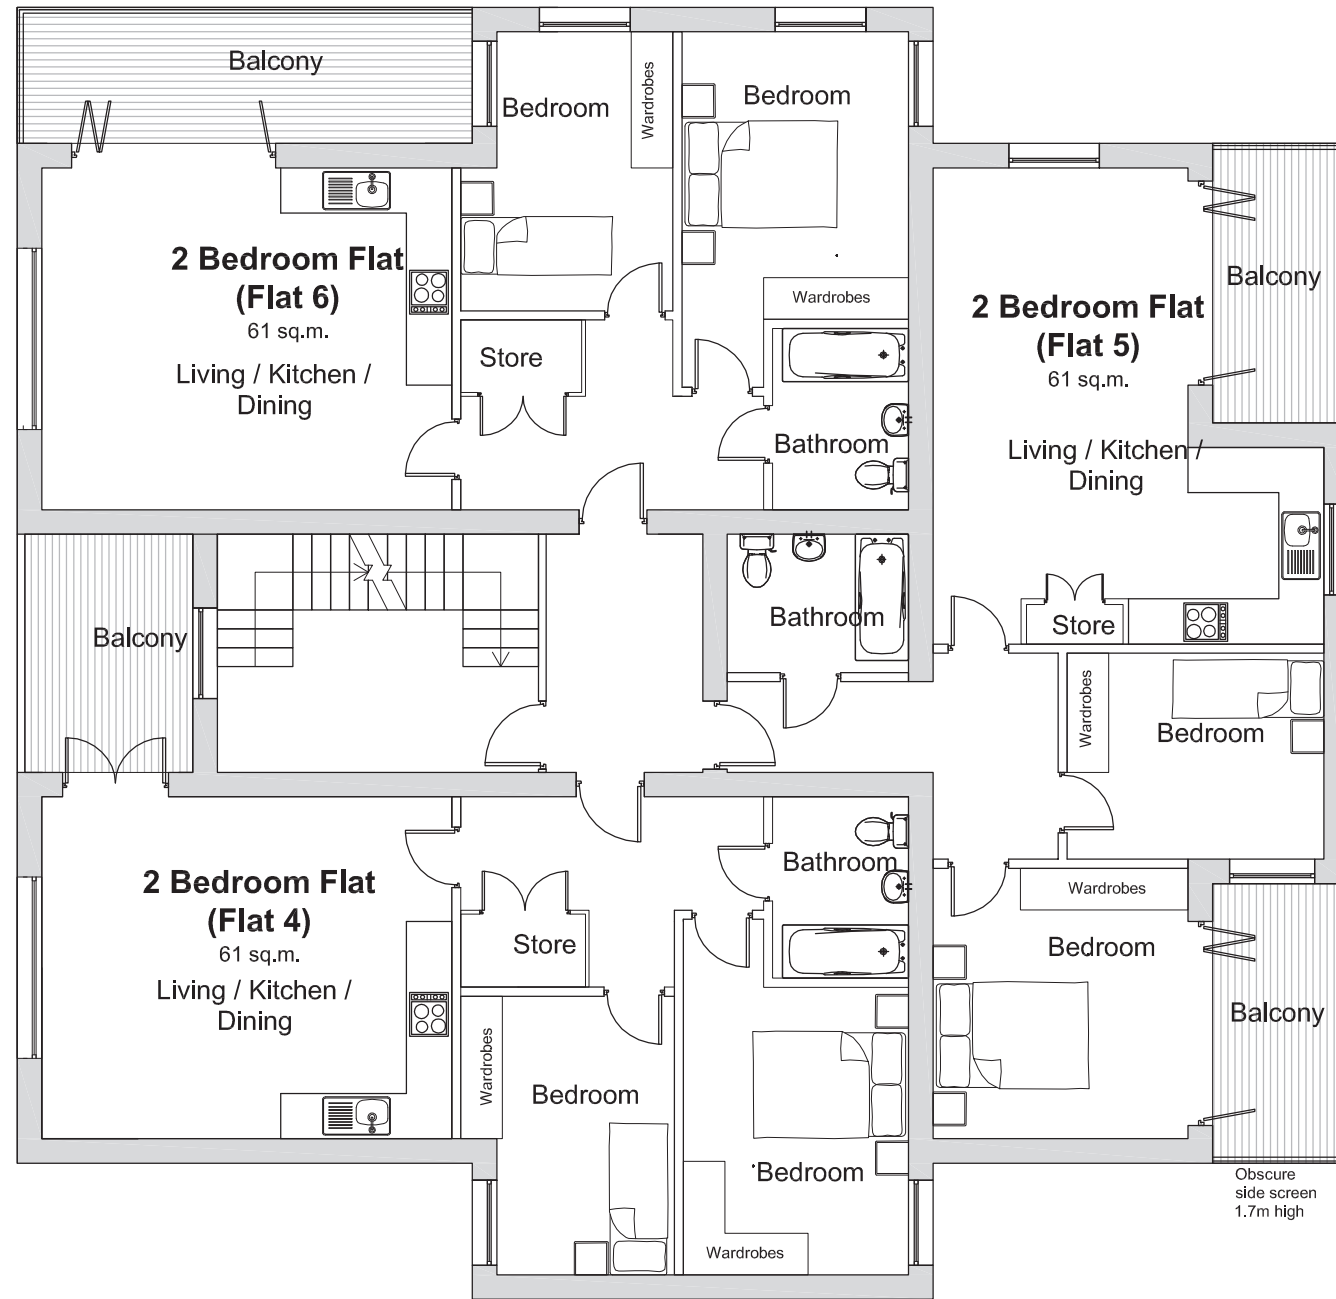 Balcony
Bedroom
Wardrobes
Bedroom
2 Bedroom Flat
(Flat 6)
61 sq.m.
Living / Kitchen /
Dining
Store
Wardrobes
Bathroom
2 Bedroom Flat
(Flat 5)
61 sq.m.
Living / Kitchen /
Dining
Balcony
Balcony
Bathroom
Store
Wardrobes
Bedroom
2 Bedroom Flat
(Flat 4)
61 sq.m.
Living / Kitchen /
Dining
Store
Bathroom
Wardrobes
Bedroom
Balcony
Wardrobes
Bedroom
Bedroom
Wardrobes
Obscure
side screen
1.7m high